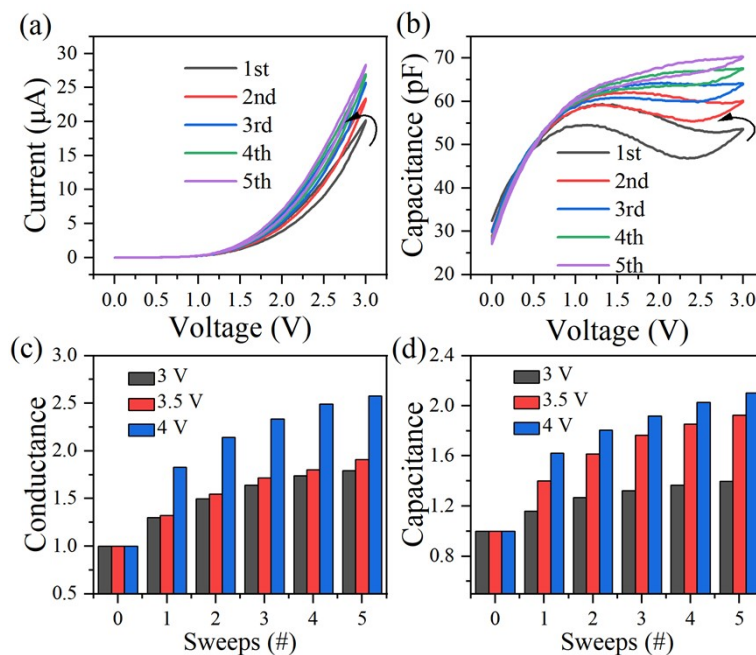 (a)
Current (μA)
30
25
20
15
10
5
0
1st
2nd
3rd
4th
5th
0.0 0.5 1.0 1.5 2.0 2.5 3.0
Voltage (V)
(b)
Capacitance (pF)
70
60
50
40
30
20
1st
2nd
3rd
4th
5th
0.0 0.5 1.0 1.5 2.0 2.5 3.0
Voltage (V)
(c)
Conductance
3.0
2.5
2.0
1.5
1.0
0.5
3 V
3.5 V
4 V
0 1 2 3 4 5
Sweeps (#)
(d)
Capacitance
2.4
2.0
1.6
1.2
0.8
3 V
3.5 V
4 V
0 1 2 3 4 5
Sweeps (#)